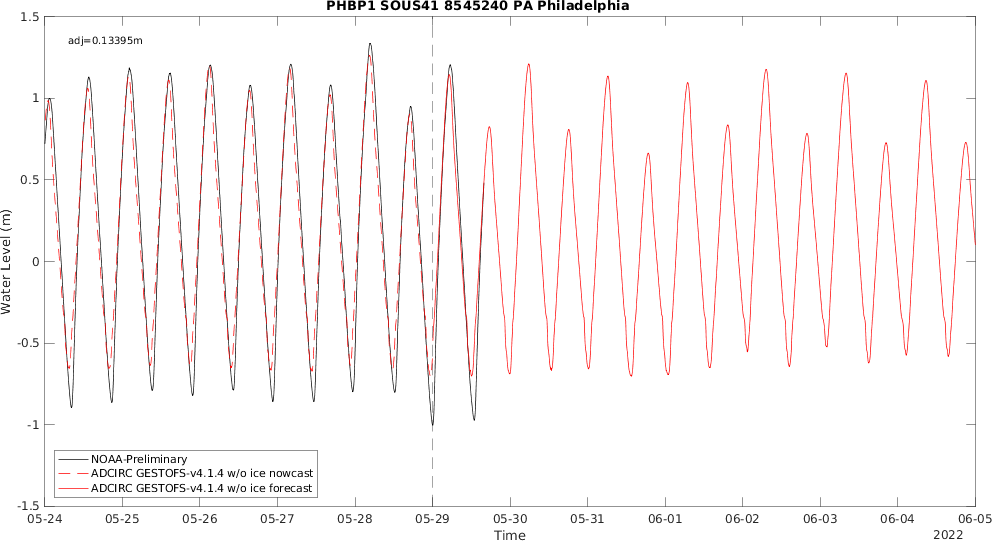 PHBP1 SOUS41 8545240 PA Philadelphia
adj=0.13395m
1.5
1
0.5
0
-0.5
-1
-1.5
Water Level (m)
NOAA-Preliminary
ADCIRC GESTOFS-v4.1.4 w/o ice nowcast
ADCIRC GESTOFS-v4.1.4 w/o ice forecast
05-24 05-25 05-26 05-27 05-28 05-29 05-30 05-31 06-01 06-02 06-03 06-04 06-05
Time
2022